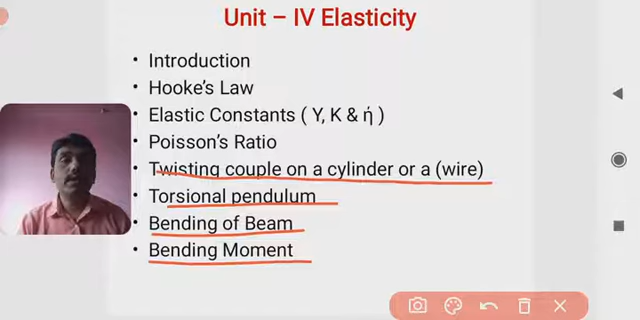 Unit – IV Elasticity
• Introduction
• Hooke's Law
• Elastic Constants ( Y, K & ή )
• Poisson's Ratio
• Twisting couple on a cylinder or a (wire)
• Torsional pendulum
• Bending of Beam
• Bending Moment